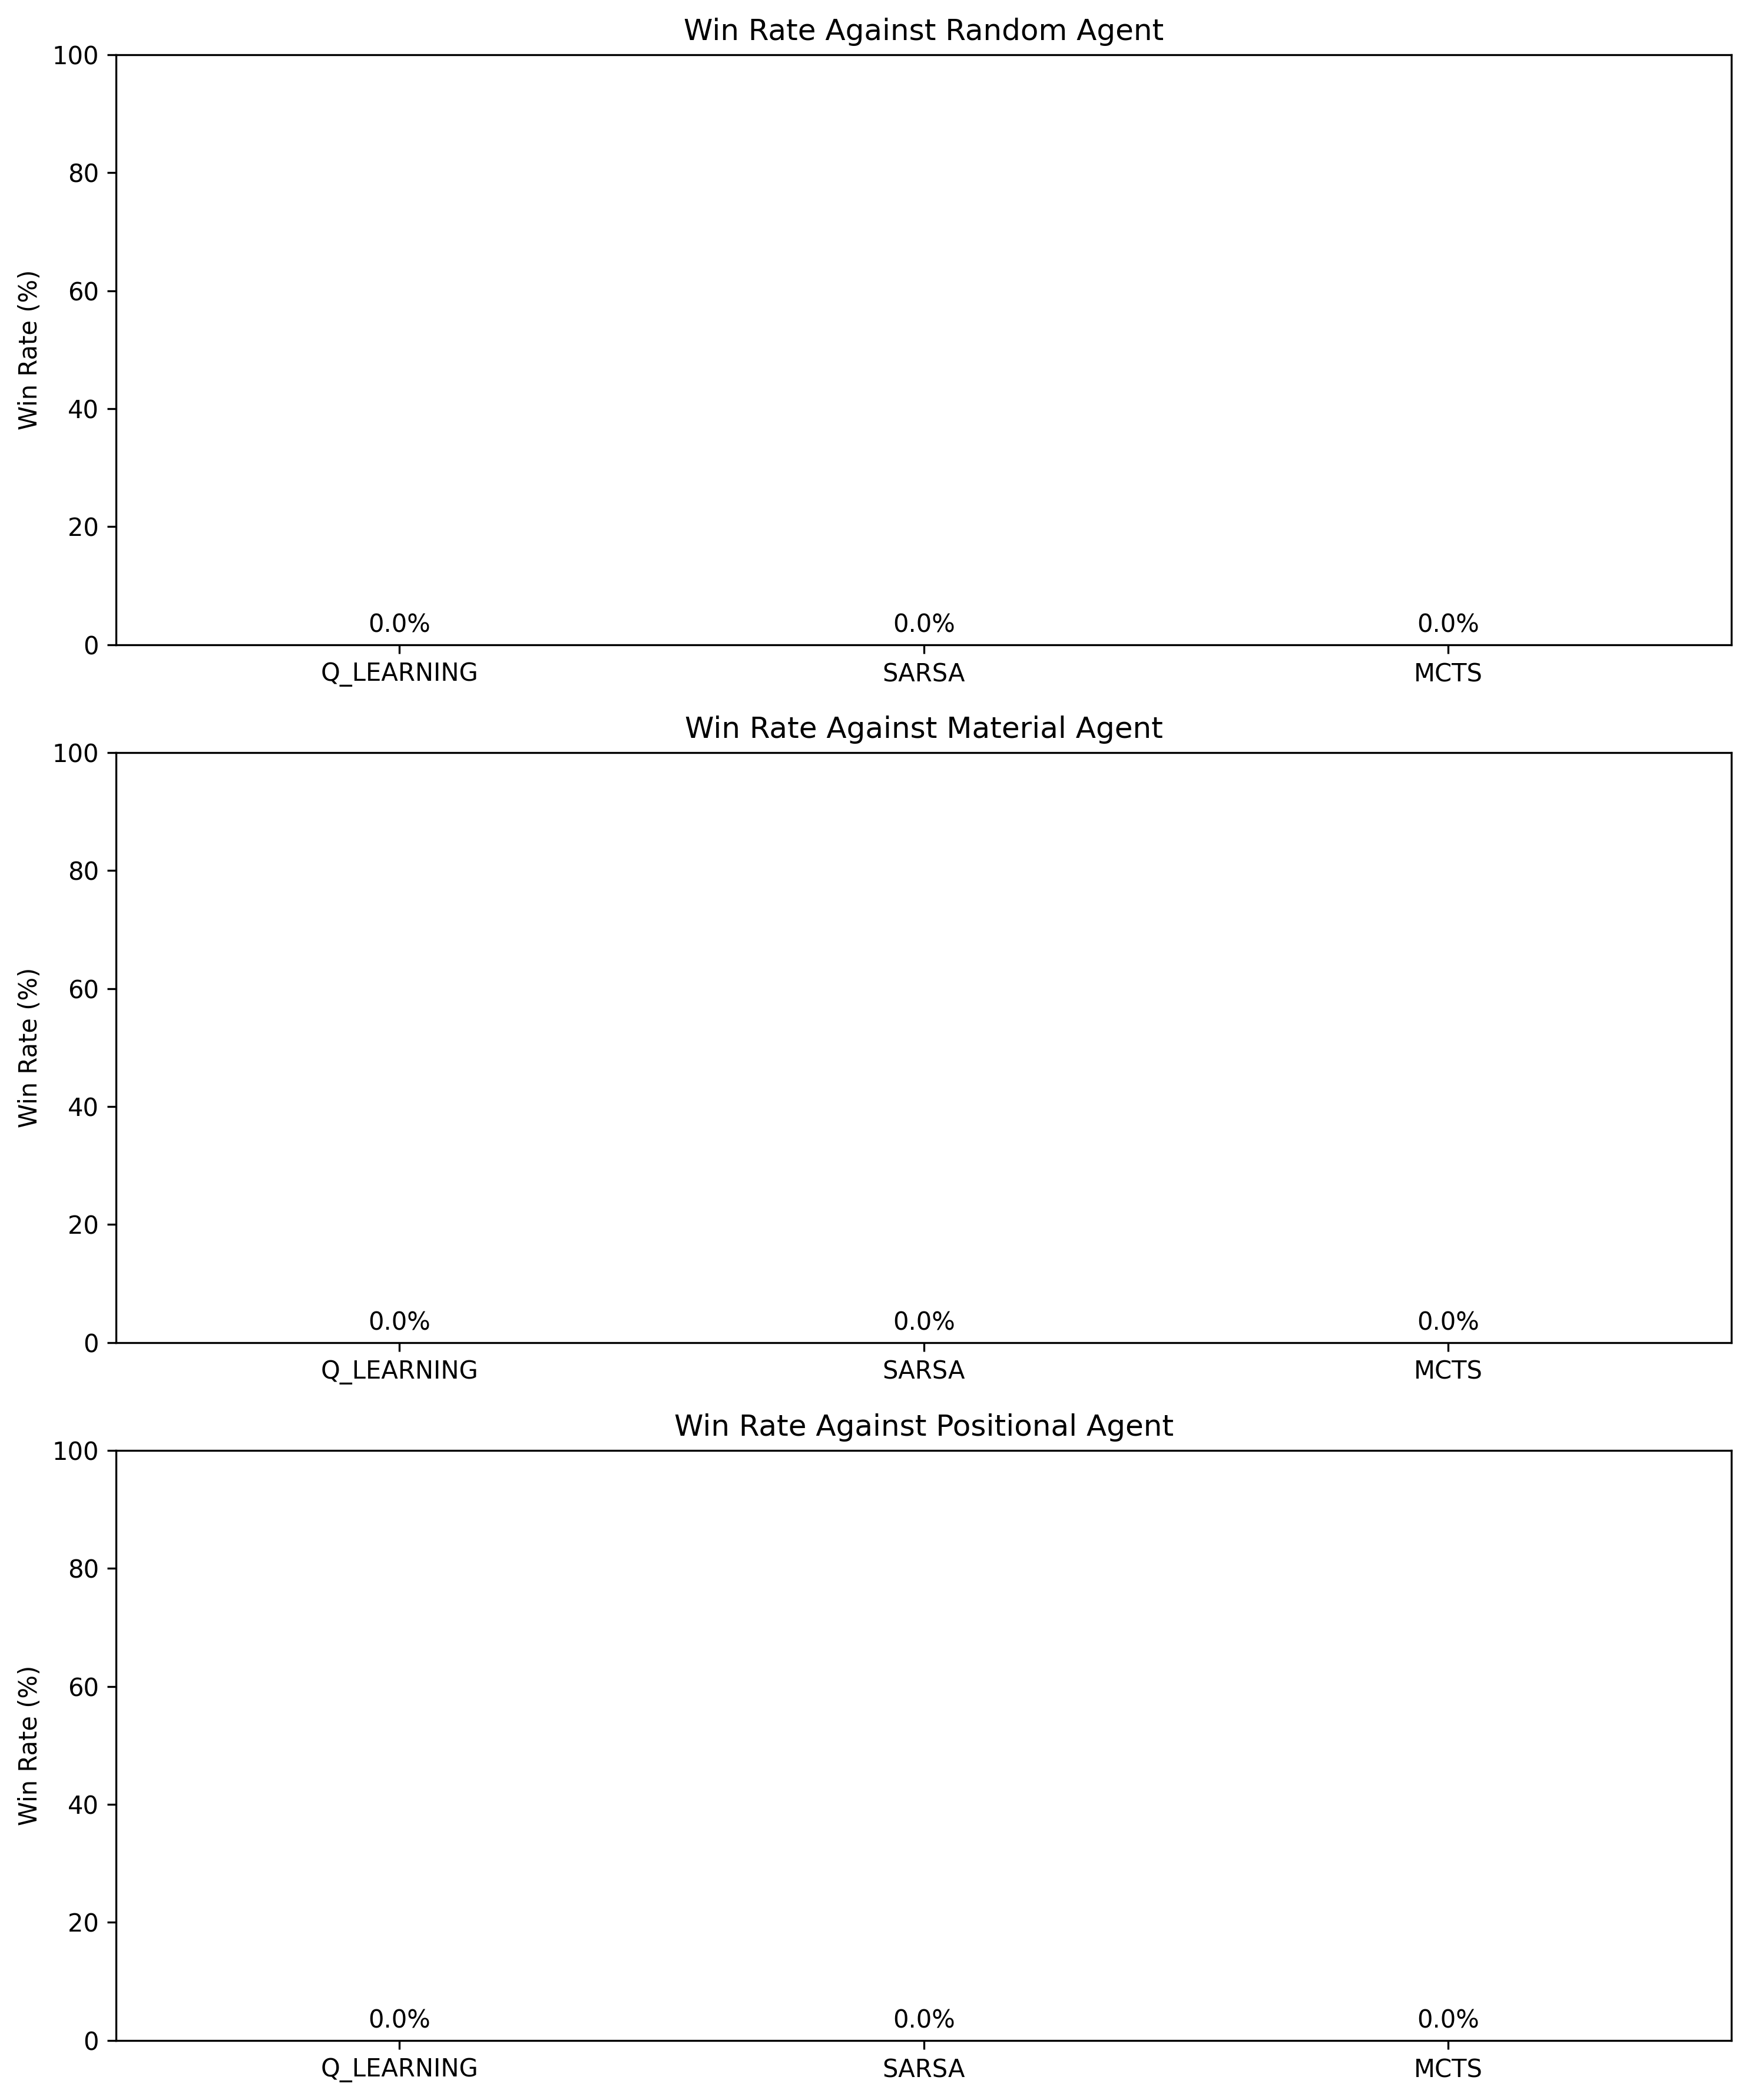 Win Rate Against Random Agent
100
80
60
40
20
0
Win Rate (%)
0.0% 0.0% 0.0%
Q_LEARNING SARSA MCTS
Win Rate Against Material Agent
100
80
60
40
20
0
Win Rate (%)
0.0% 0.0% 0.0%
Q_LEARNING SARSA MCTS
Win Rate Against Positional Agent
100
80
60
40
20
0
Win Rate (%)
0.0% 0.0% 0.0%
Q_LEARNING SARSA MCTS